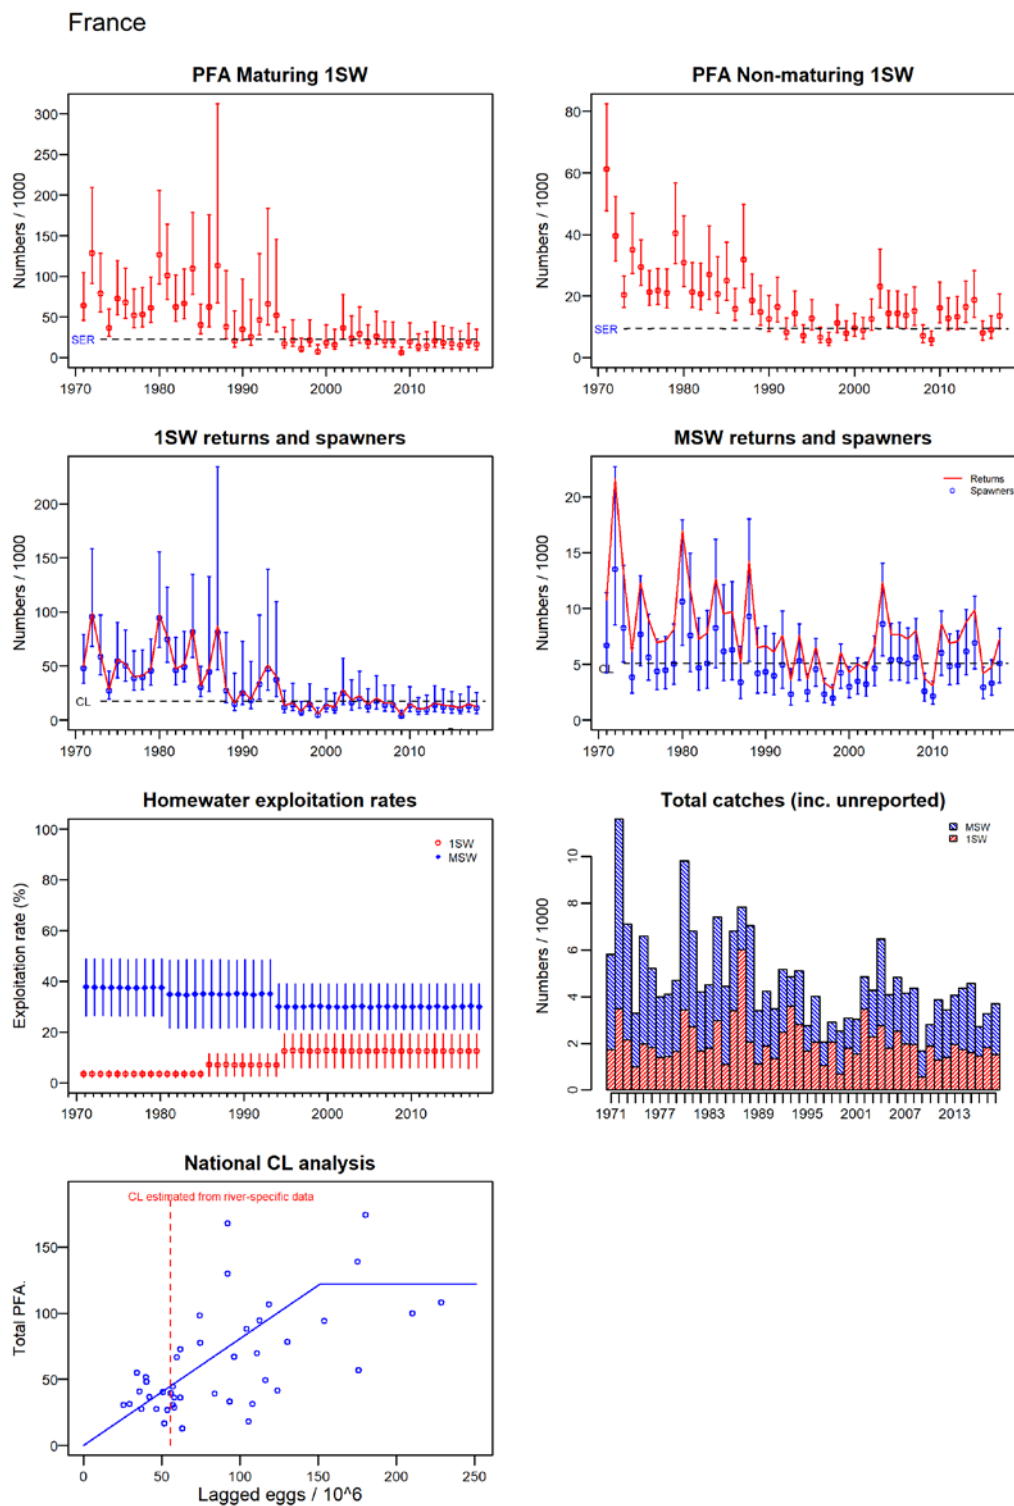 France
PFA Maturing 1SW
Numbers / 1000
300
250
200
150
100
50
0
SER
1970 1980 1990 2000 2010
PFA Non-maturing 1SW
Numbers / 1000
80
60
40
20
0
SER
1970 1980 1990 2000 2010
1SW returns and spawners
Numbers / 1000
200
150
100
50
0
CL
1970 1980 1990 2000 2010
MSW returns and spawners
Numbers / 1000
20
15
10
5
0
CL
Returns
Spawners
1970 1980 1990 2000 2010
Homewater exploitation rates
Exploitation rate (%)
100
80
60
40
20
0
1SW
MSW
1970 1980 1990 2000 2010
Total catches (inc. unreported)
Numbers / 1000
10
8
6
4
2
0
MSW
1SW
1971 1977 1983 1989 1995 2001 2007 2013
National CL analysis
CL estimated from river-specific data
Total PFA.
150
100
50
0
0 50 100 150 200 250
Lagged eggs / 10^6